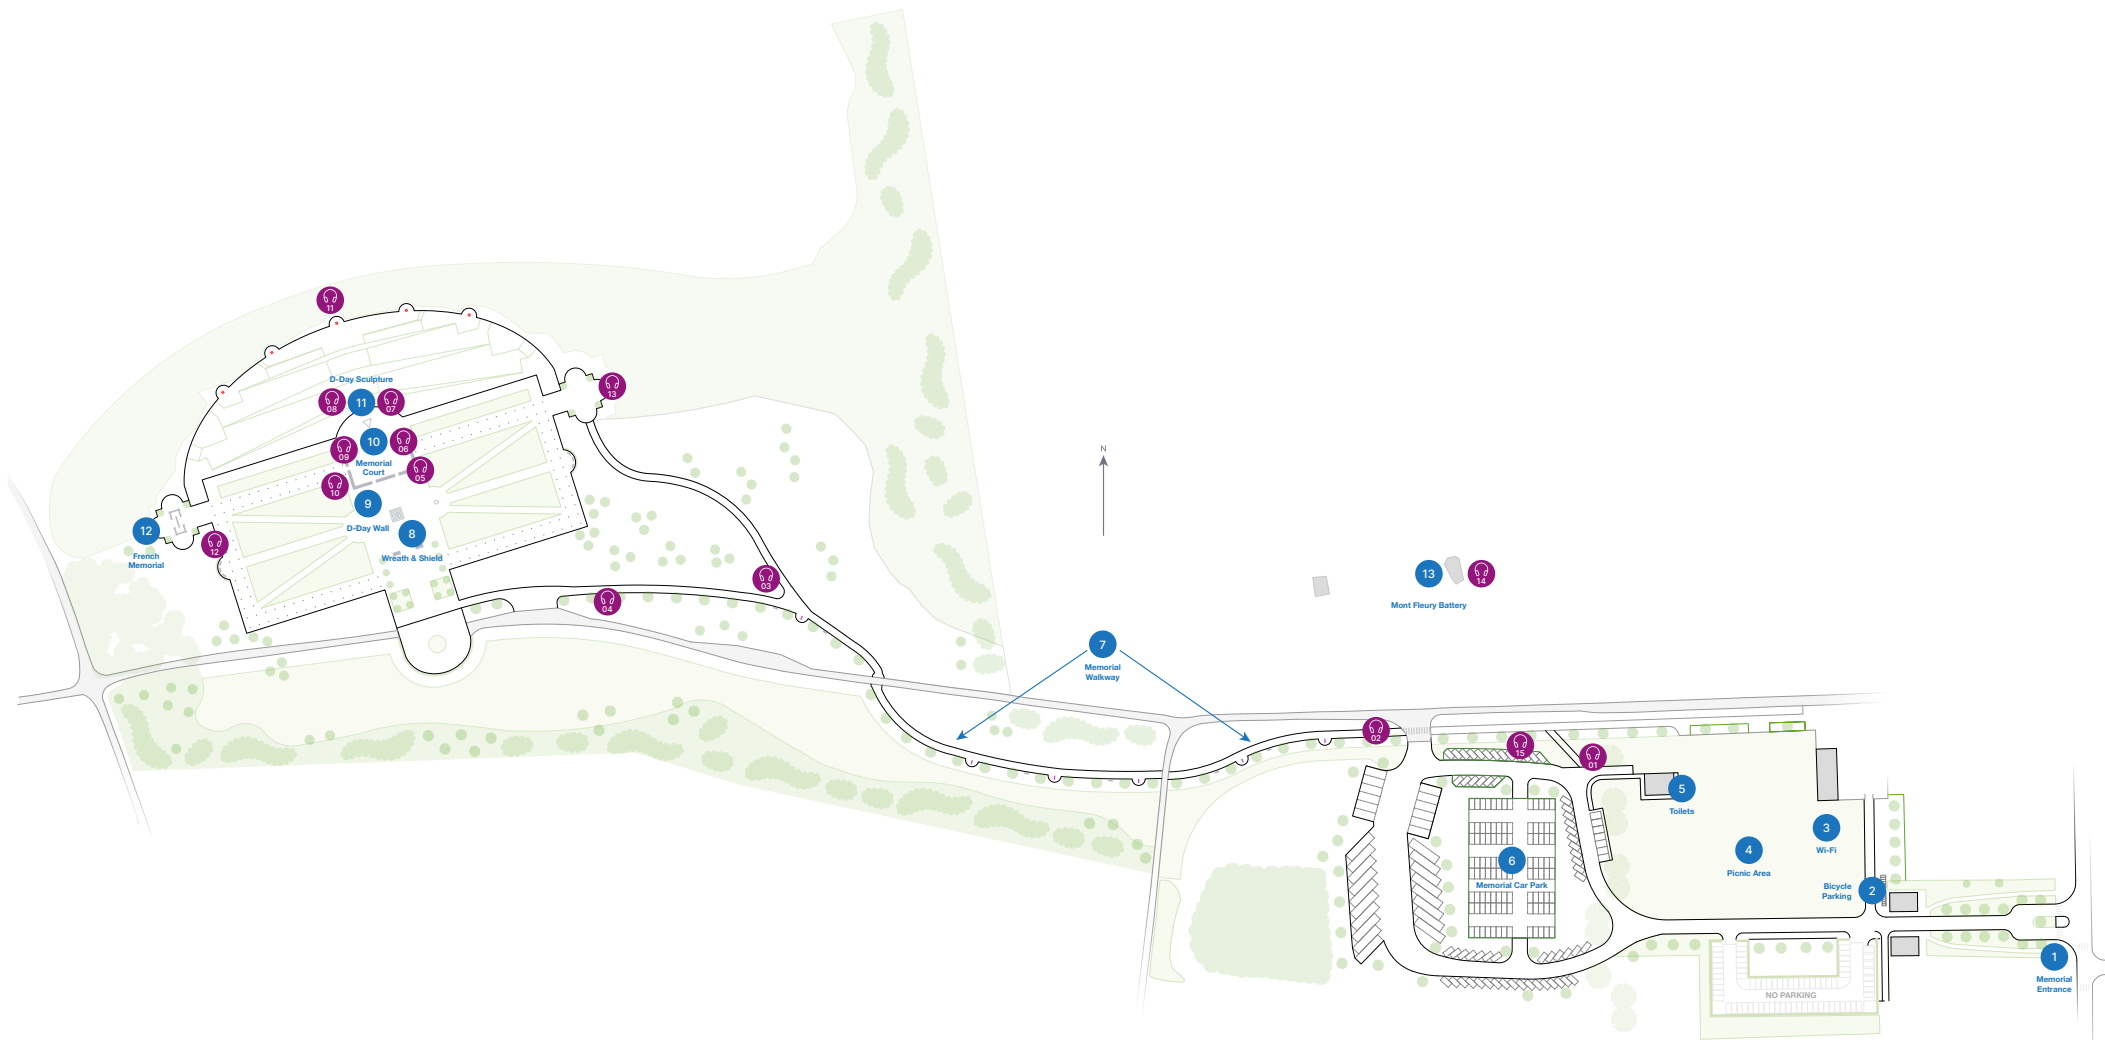 11
D-Day Sculpture
08
11
07
13
10
06
09
Memorial
Court
05
10
9
D-Day Wall
8
Wreath & Shield
12
French
Memorial
12
03
04
N
13
14
Mont Fleury Battery
7
Memorial
Walkway
02
15
01
5
Toilets
3
Wi-Fi
4
Picnic Area
6
Memorial Car Park
Bicycle
Parking
2
1
Memorial
Entrance
NO PARKING